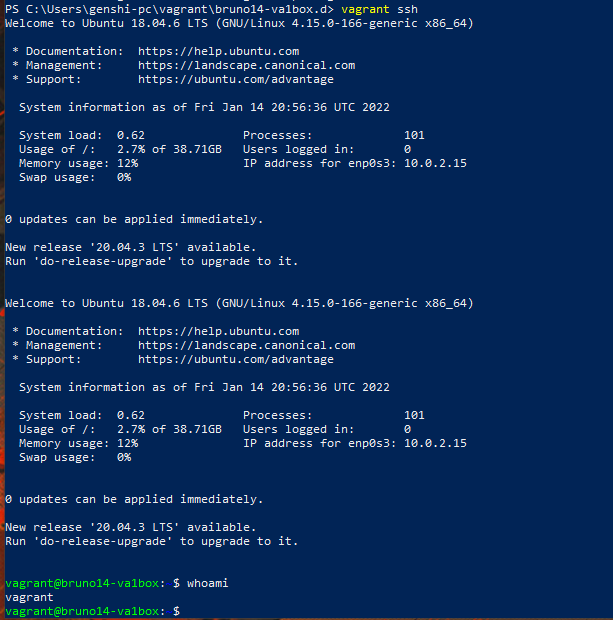 PS C:\Users\genshi-pc\vagrant\bruno14-va1box.d> vagrant ssh
Welcome to Ubuntu 18.04.6 LTS (GNU/Linux 4.15.0-166-generic x86_64)
* Documentation:  https://help.ubuntu.com
* Management:     https://landscape.canonical.com
* Support:        https://ubuntu.com/advantage
System information as of Fri Jan 14 20:56:36 UTC 2022
System load:  0.62              Processes:             101
Usage of /:   2.7% of 38.71GB   Users logged in:       0
Memory usage: 12%               IP address for enp0s3: 10.0.2.15
Swap usage:   0%
0 updates can be applied immediately.
New release '20.04.3 LTS' available.
Run 'do-release-upgrade' to upgrade to it.
Welcome to Ubuntu 18.04.6 LTS (GNU/Linux 4.15.0-166-generic x86_64)
* Documentation:  https://help.ubuntu.com
* Management:     https://landscape.canonical.com
* Support:        https://ubuntu.com/advantage
System information as of Fri Jan 14 20:56:36 UTC 2022
System load:  0.62              Processes:             101
Usage of /:   2.7% of 38.71GB   Users logged in:       0
Memory usage: 12%               IP address for enp0s3: 10.0.2.15
Swap usage:   0%
0 updates can be applied immediately.
New release '20.04.3 LTS' available.
Run 'do-release-upgrade' to upgrade to it.
vagrant@bruno14-va1box: $ whoami
vagrant
vagrant@bruno14-va1box: $